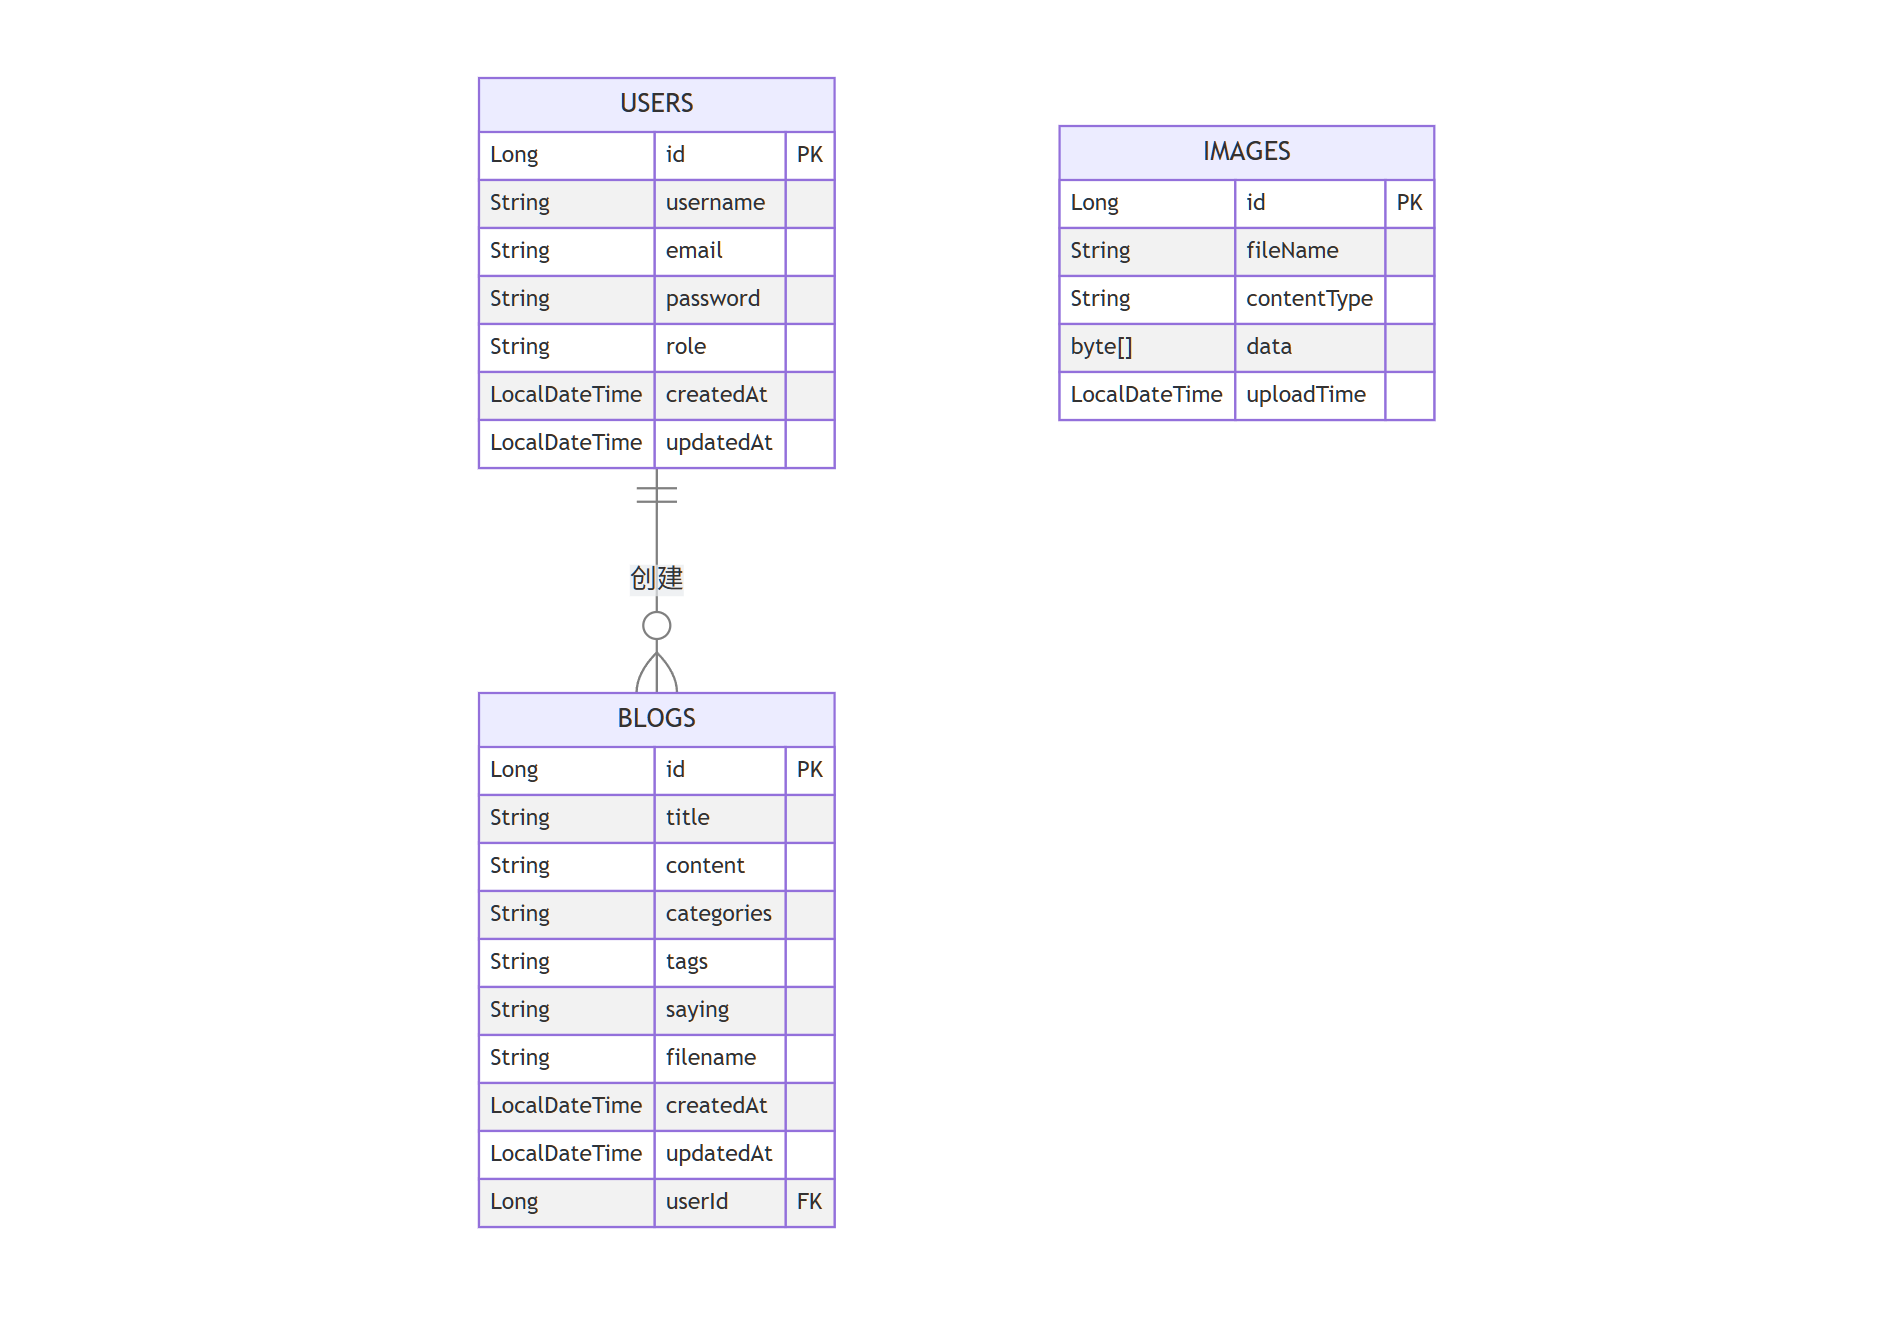 USERS
Long id PK
String username
String email
String password
String role
LocalDateTime createdAt
LocalDateTime updatedAt
创建
BLOGS
Long id PK
String title
String content
String categories
String tags
String saying
String filename
LocalDateTime createdAt
LocalDateTime updatedAt
Long userId FK
IMAGES
Long id PK
String fileName
String contentType
byte[] data
LocalDateTime uploadTime